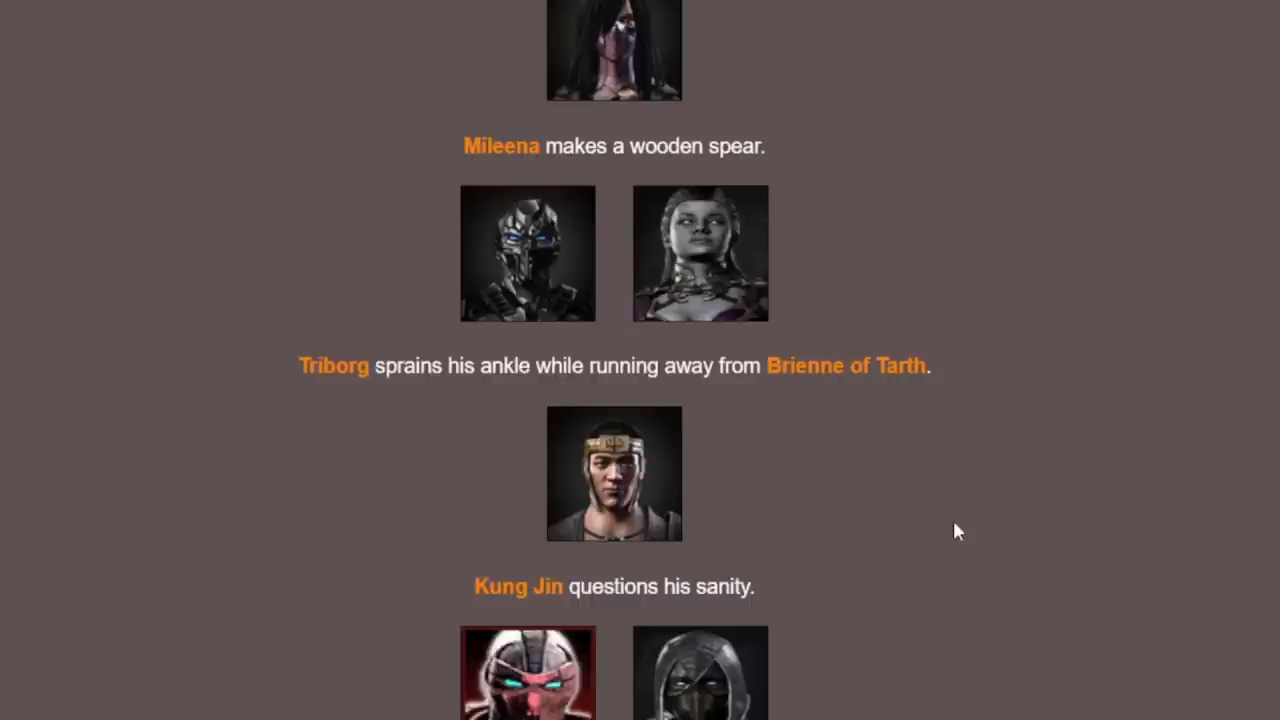 Mileena makes a wooden spear.
Triborg sprains his ankle while running away from Brienne of Tarth.
Kung Jin questions his sanity.